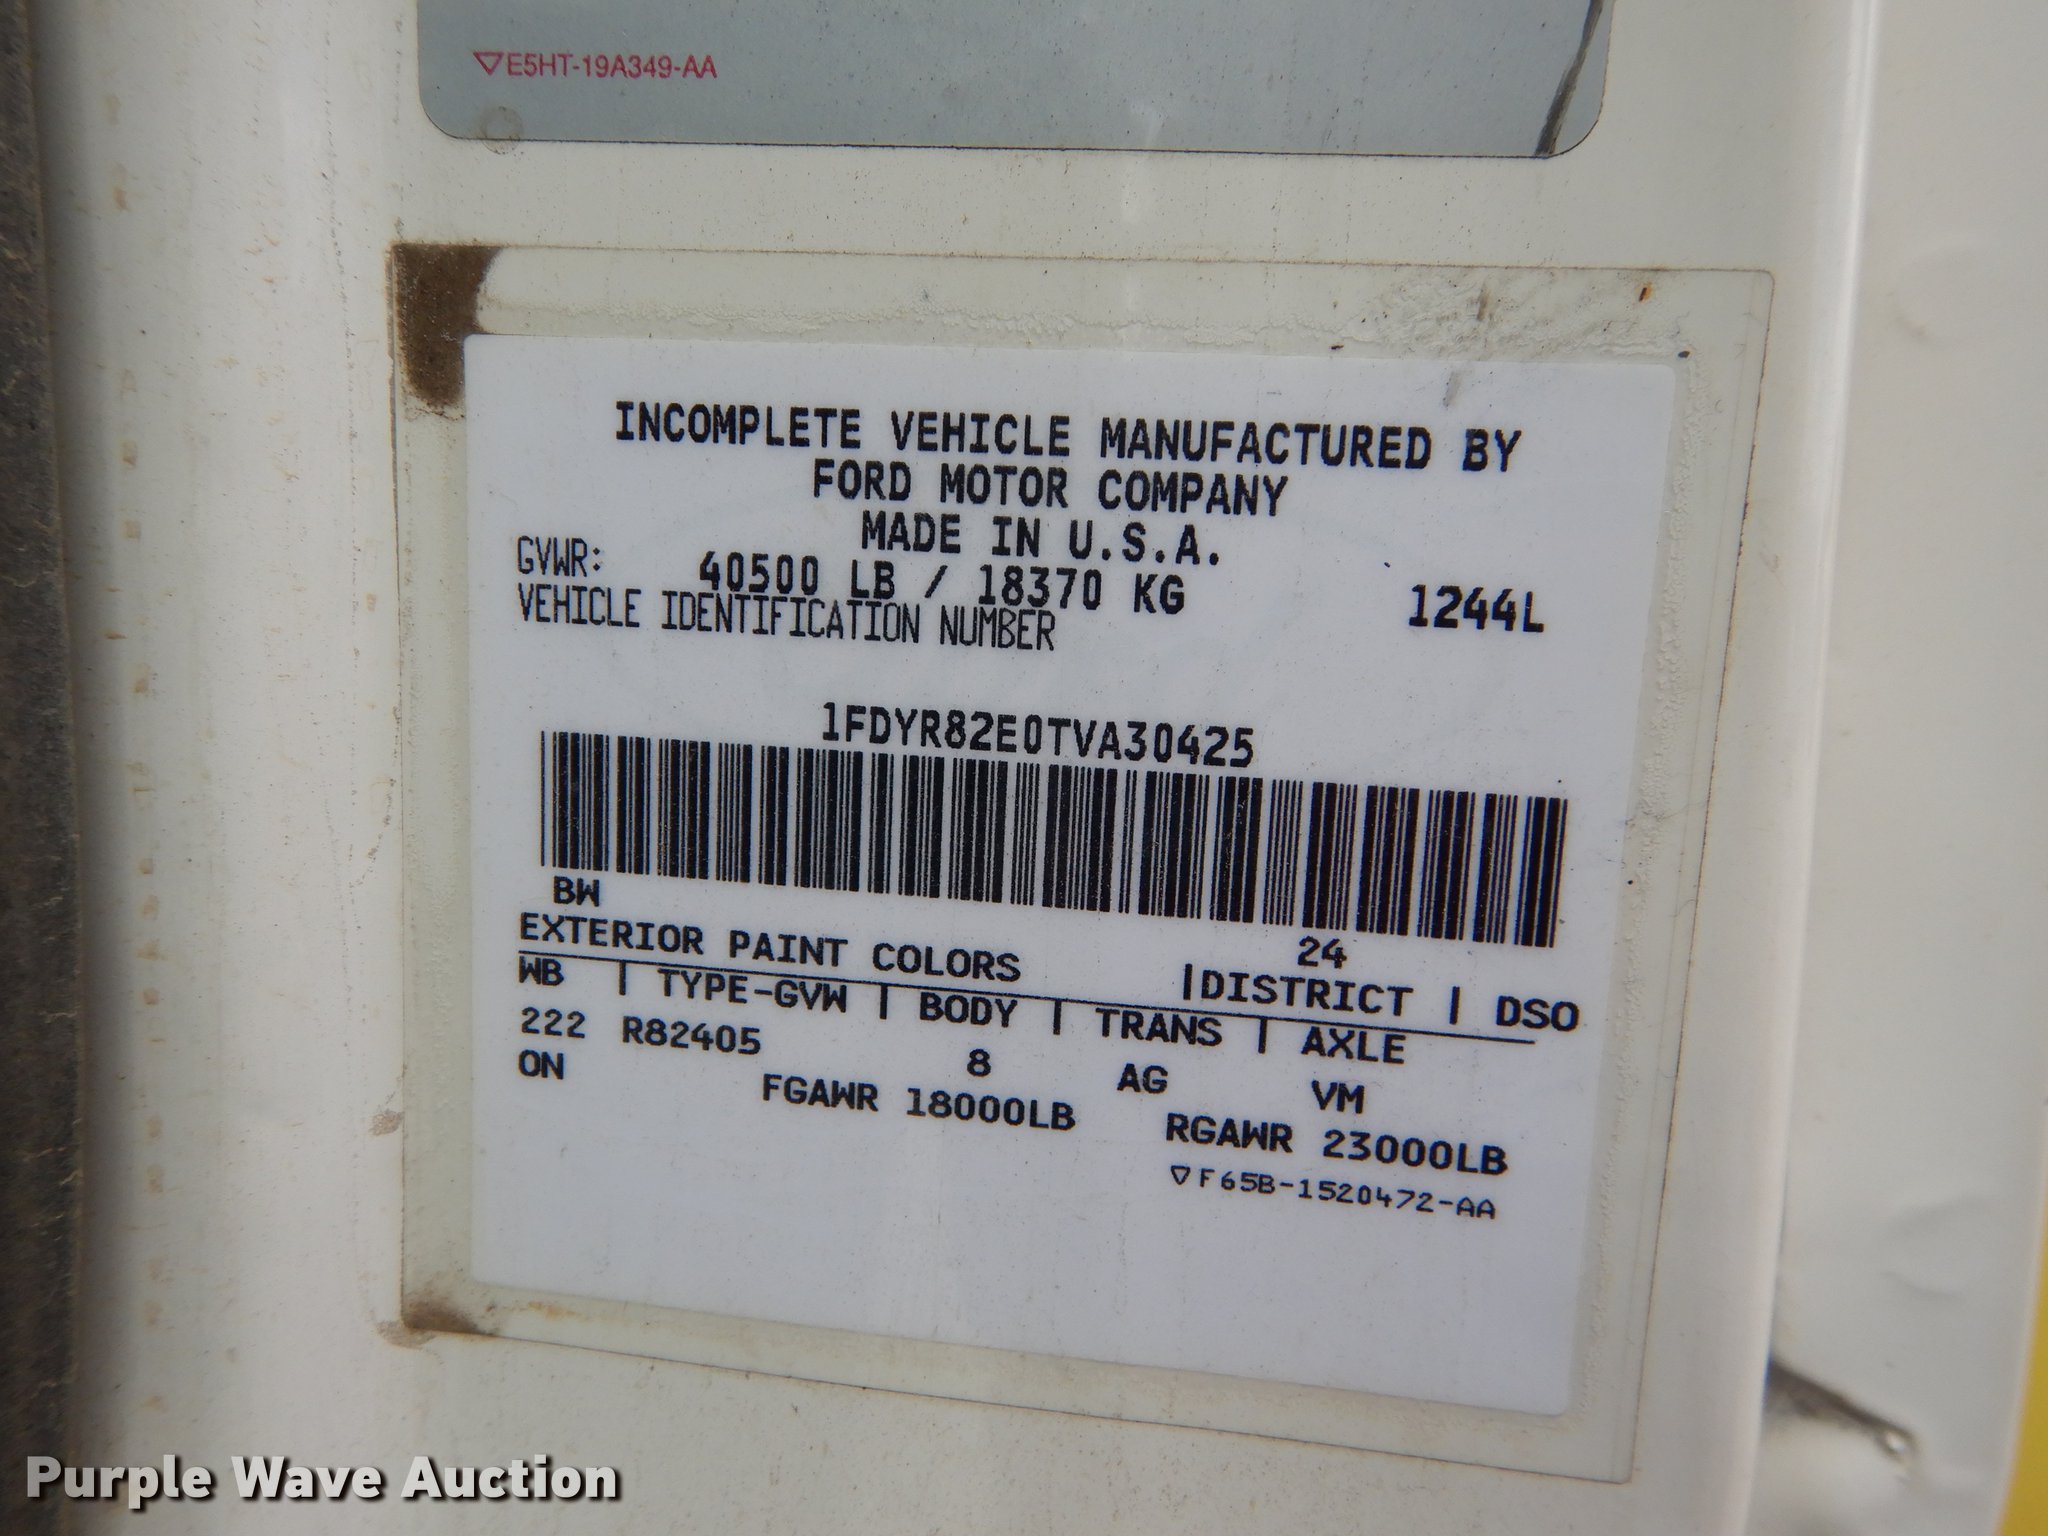 ▽E5HT-19A349-AA
INCOMPLETE VEHICLE MANUFACTURED BY
FORD MOTOR COMPANY
MADE IN U.S.A.
GVWR: 40500 LB / 18370 KG 1244L
VEHICLE IDENTIFICATION NUMBER
1FDYR82E0TVA30425
BW 24
EXTERIOR PAINT COLORS |DISTRICT | DSO
WB | TYPE-GVW | BODY | TRANS | AXLE
222 R82405 8 AG VM
ON FGAWR 18000LB RGAWR 23000LB
▽F65B-1520472-AA
Purple Wave Auction